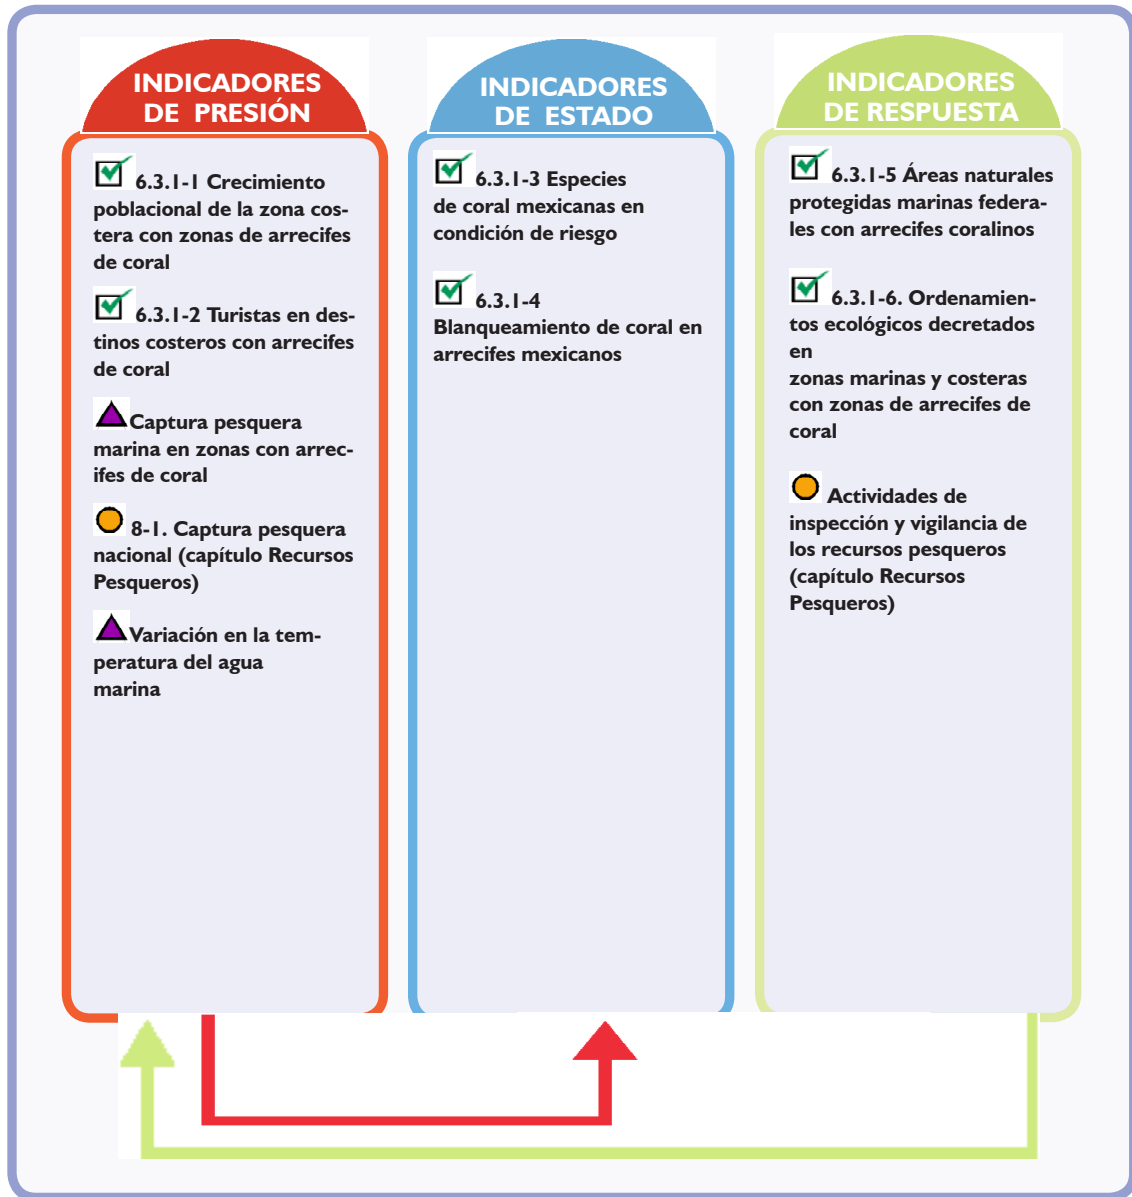 INDICADORES
DE PRESIÓN
6.3.1-1 Crecimiento
poblacional de la zona cos-
tera con zonas de arrecifes
de coral
6.3.1-2 Turistas en des-
tinos costeros con arrecifes
de coral
Captura pesquera
marina en zonas con arrec-
ifes de coral
8-1. Captura pesquera
nacional (capítulo Recursos
Pesqueros)
Variación en la tem-
peratura del agua
marina
INDICADORES
DE ESTADO
6.3.1-3 Especies
de coral mexicanas en
condición de riesgo
6.3.1-4
Blanqueamiento de coral en
arrecifes mexicanos
INDICADORES
DE RESPUESTA
6.3.1-5 Áreas naturales
protegidas marinas federa-
les con arrecifes coralinos
6.3.1-6. Ordenamien-
tos ecológicos decretados
en
zonas marinas y costeras
con zonas de arrecifes de
coral
Actividades de
inspección y vigilancia de
los recursos pesqueros
(capítulo Recursos
Pesqueros)